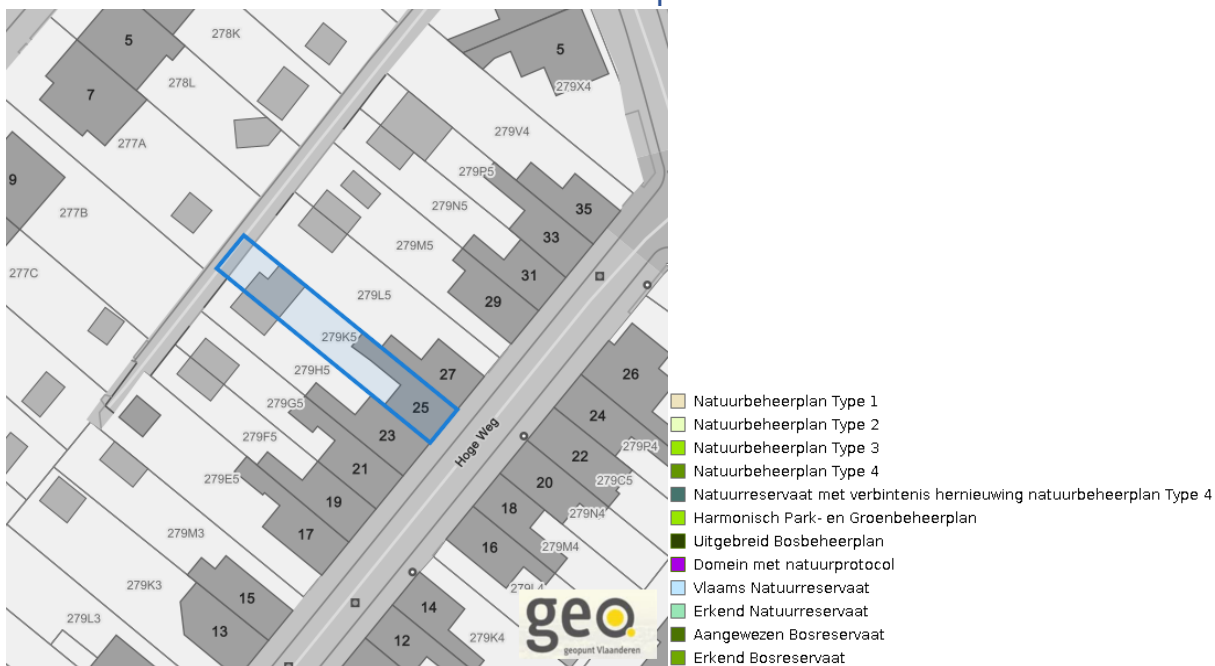 5
278K
5
278L
279X4
7
277A
279V4
279P5
9
279N5
35
277B
33
279M5
277C
31
279L5
29
279K5
279H5
27
26
25
279G5
24
23
279F5
Hoge Weg
279P4
22
21
279E5
20
279C5
19
18
279N4
17
279M3
16
279M4
279K3
279L4
15
14
279L3
13
12
279K4
geo.
geopunt Vlaanderen
Natuurbeheerplan Type 1
Natuurbeheerplan Type 2
Natuurbeheerplan Type 3
Natuurbeheerplan Type 4
Natuurreservaat met verbintenis hernieuwing natuurbeheerplan Type 4
Harmonisch Park- en Groenbeheerplan
Uitgebreid Bosbeheerplan
Domein met natuurprotocol
Vlaams Natuurreservaat
Erkend Natuurreservaat
Aangewezen Bosreservaat
Erkend Bosreservaat